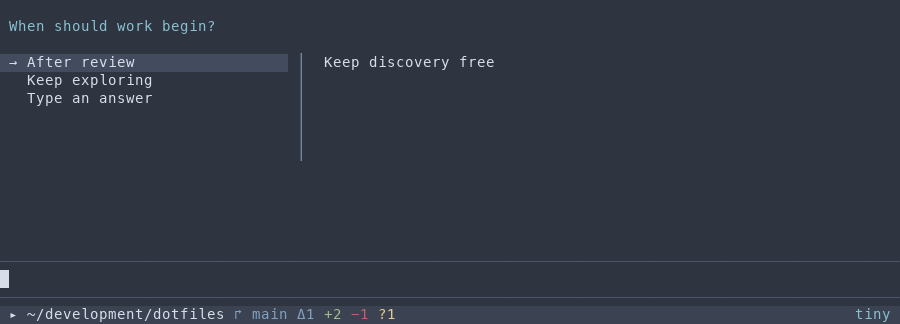 When should work begin?
→ After review
Keep discovery free
Keep exploring
Type an answer
▸ ~/development/dotfiles ↱ main Δ1 +2 −1 ?1 tiny